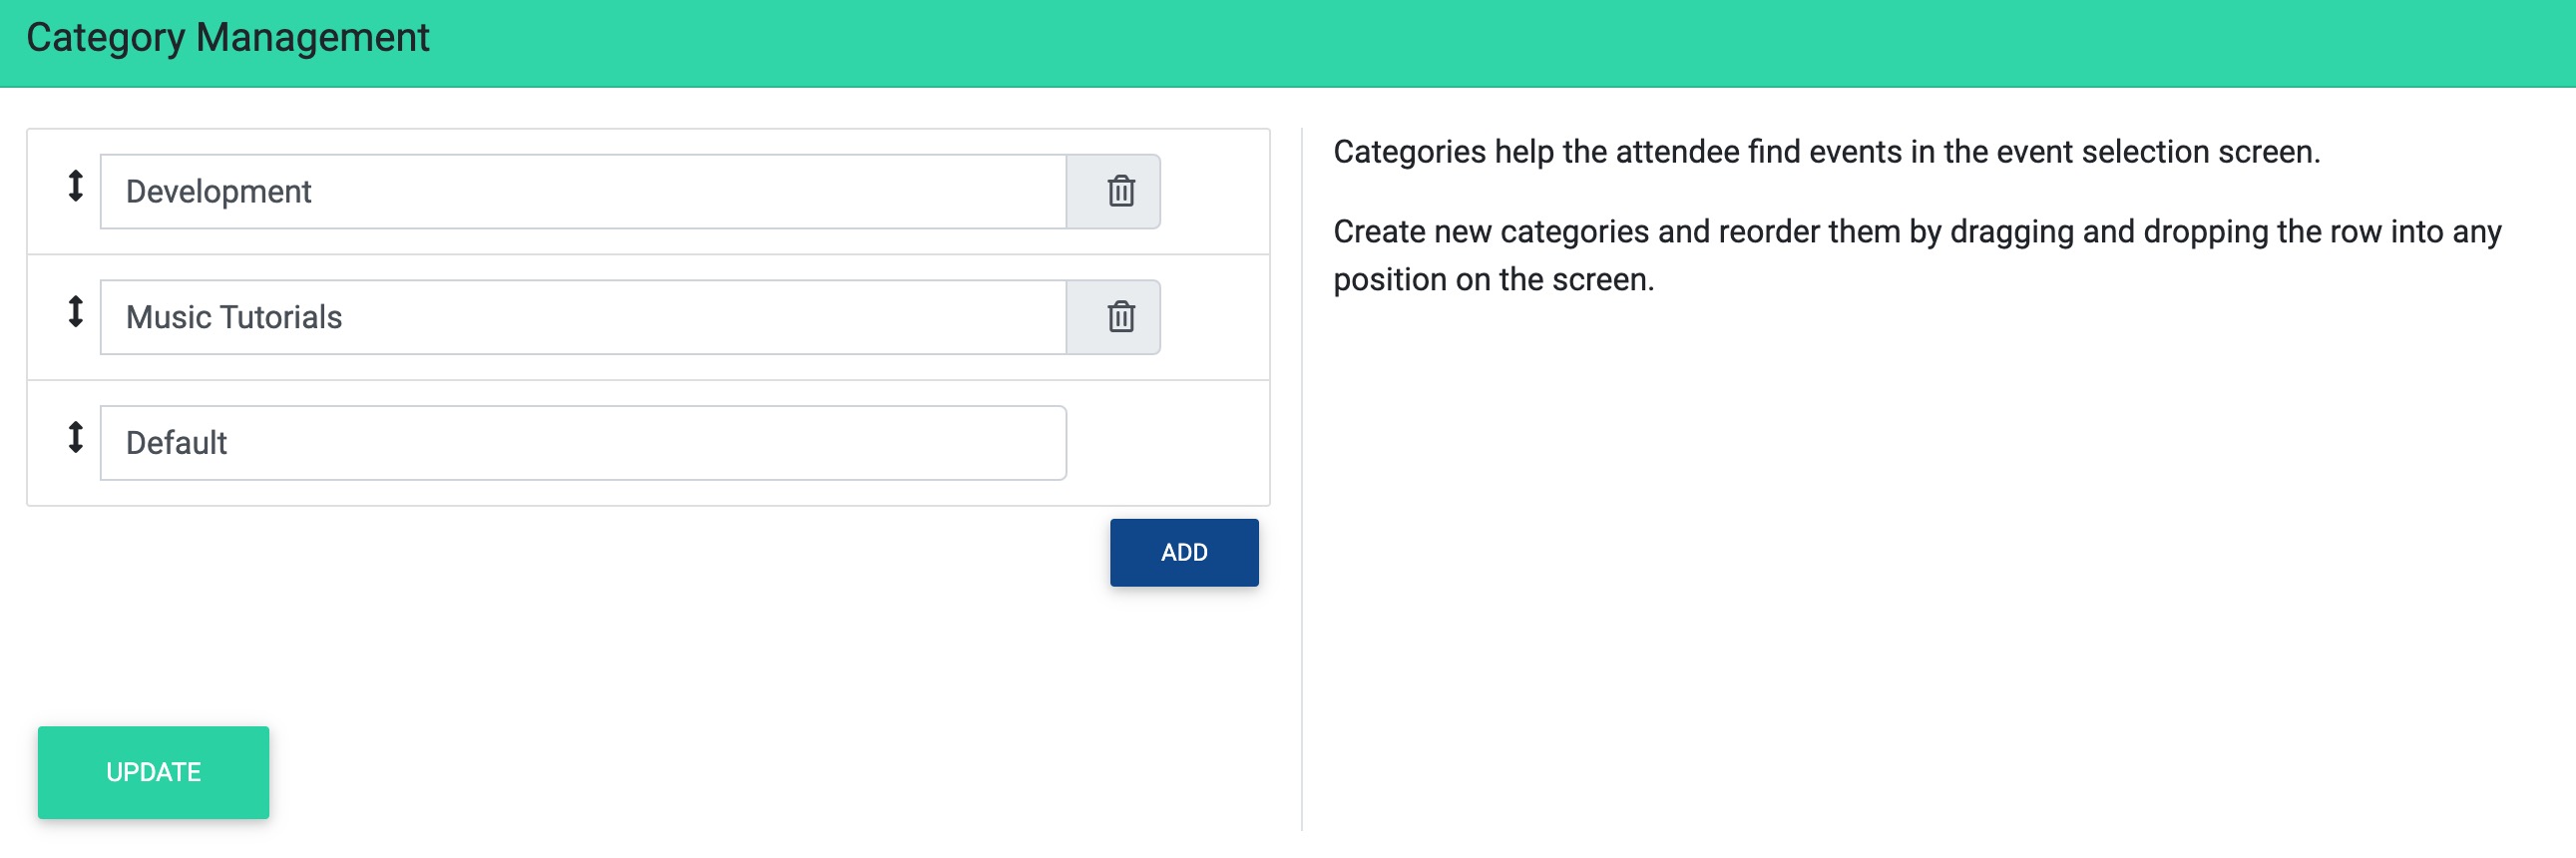 Category Management
Development
Music Tutorials
Default
ADD
UPDATE
Categories help the attendee find events in the event selection screen.
Create new categories and reorder them by dragging and dropping the row into any
position on the screen.